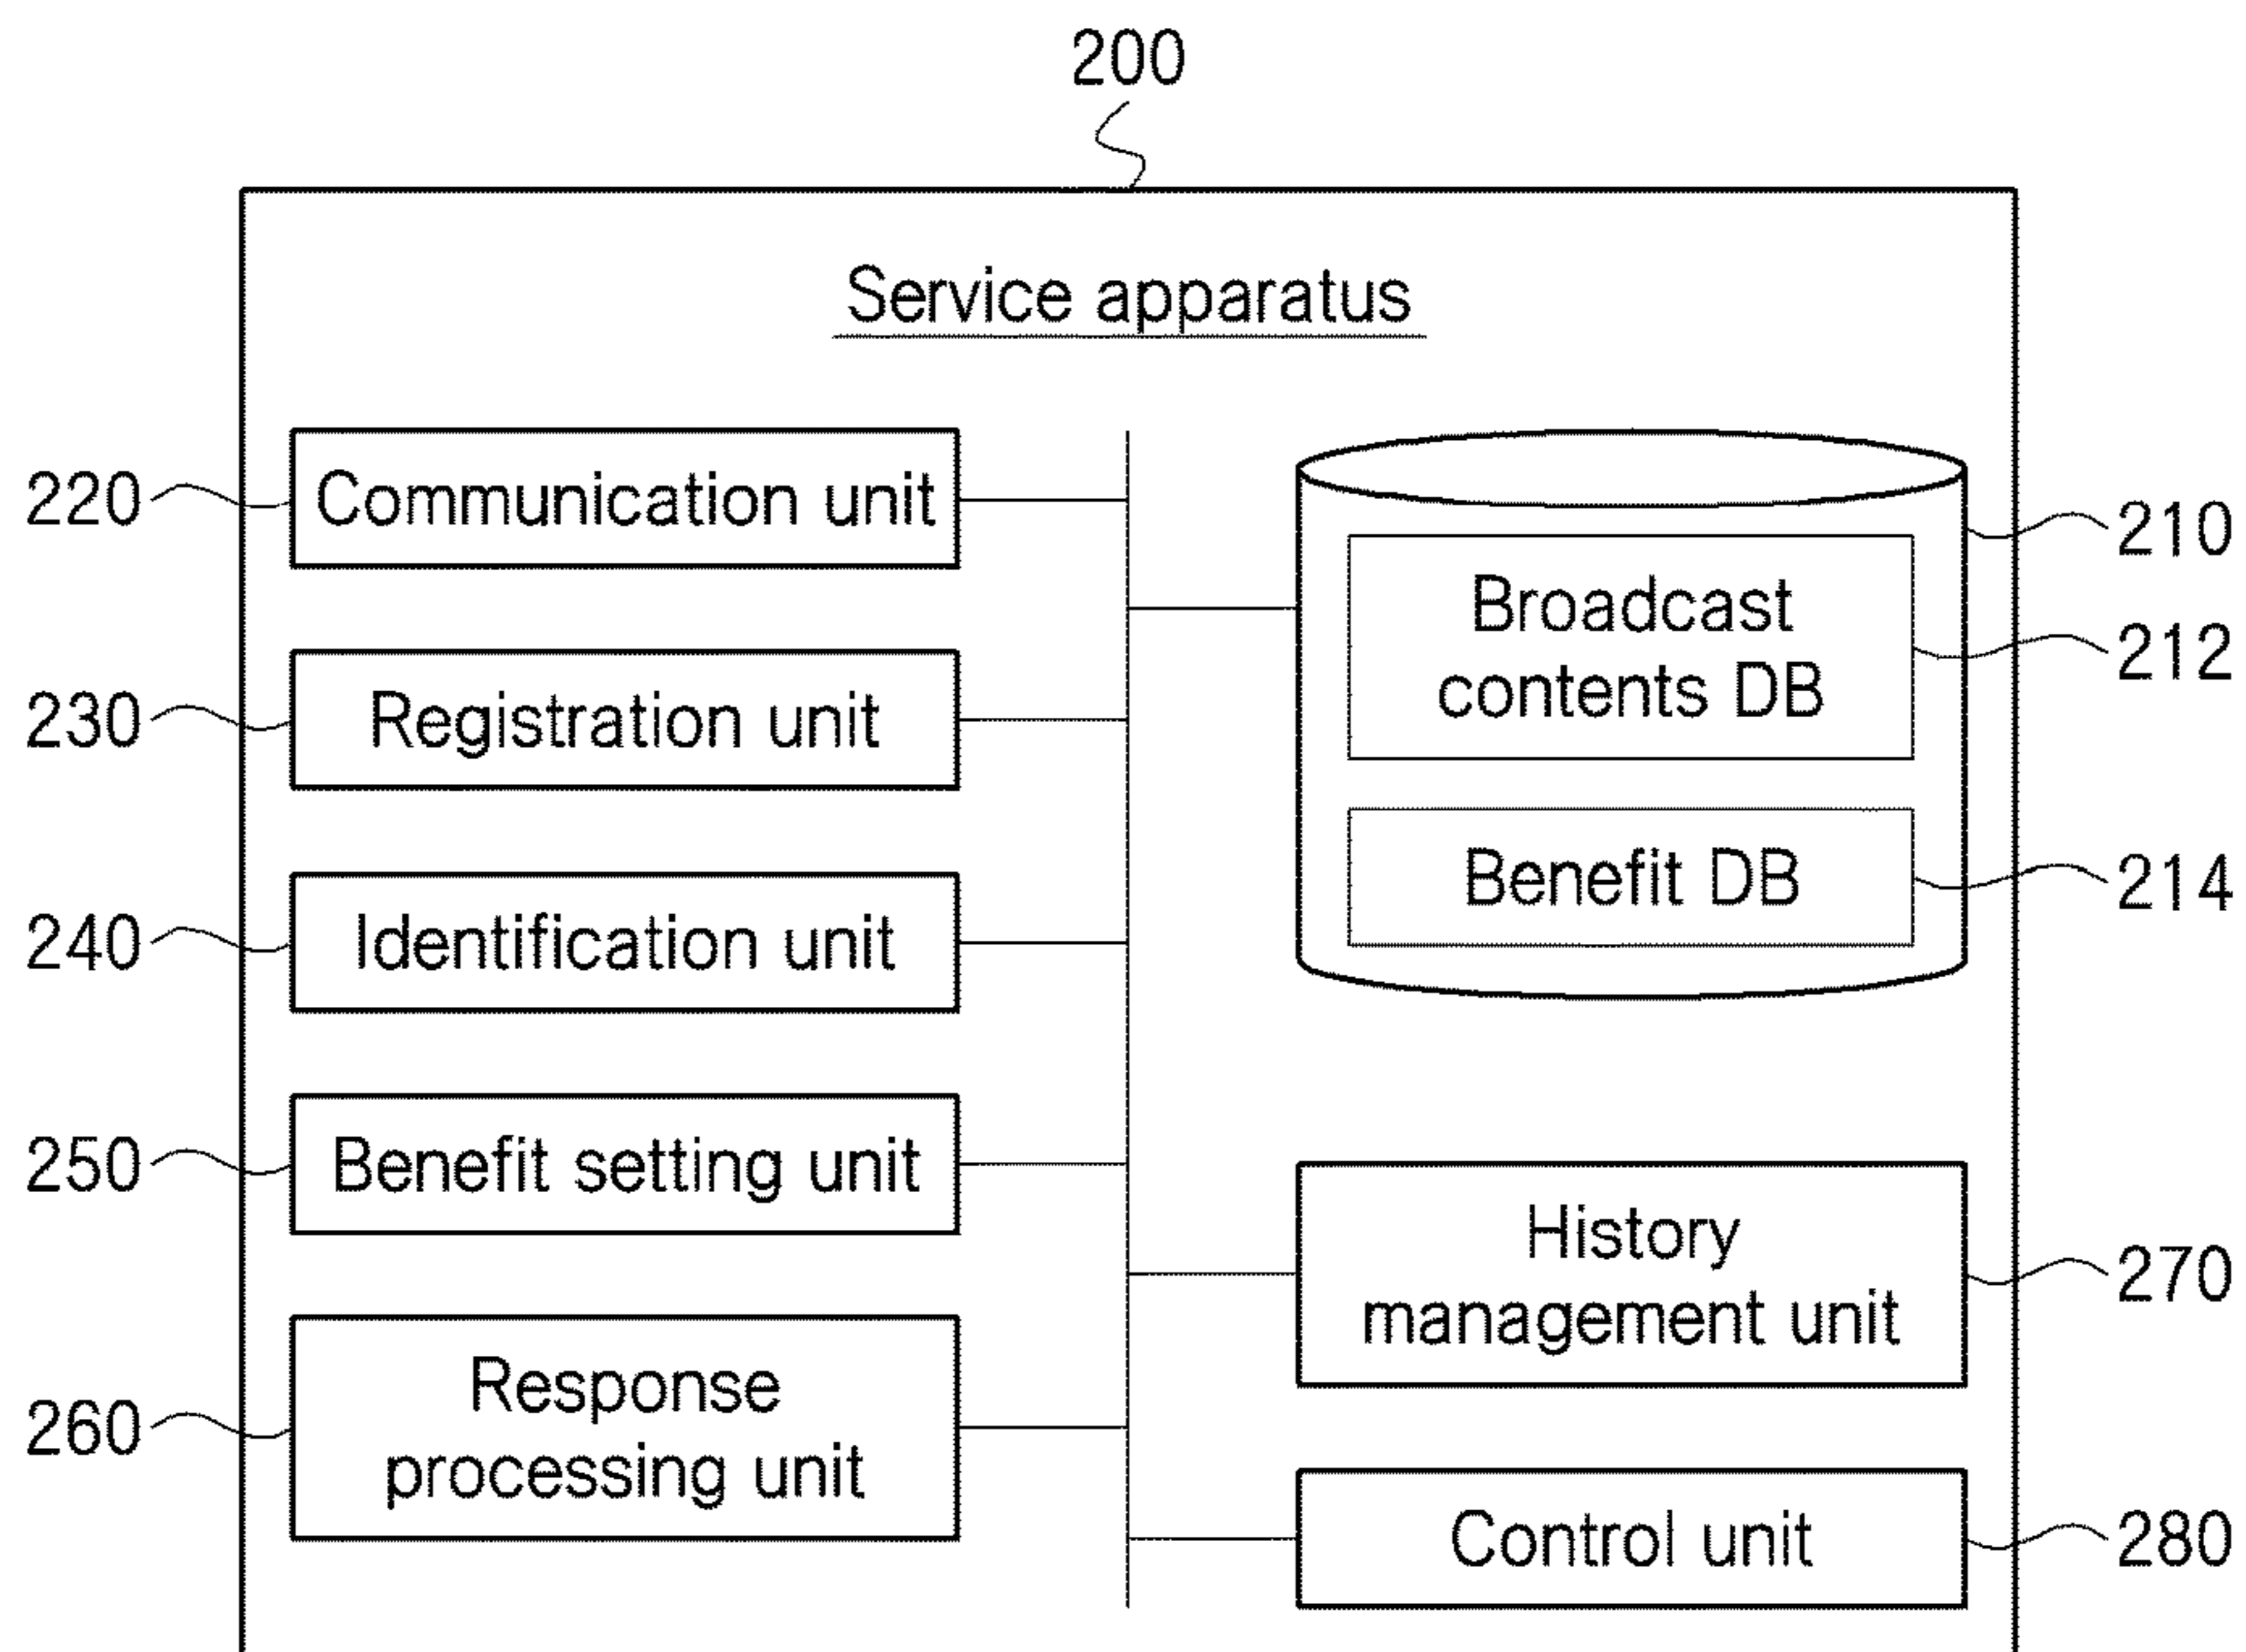 200
Service apparatus
220
Communication unit
230
Registration unit
240
Identification unit
250
Benefit setting unit
260
Response
processing unit
210
Broadcast
contents DB
212
Benefit DB
214
History
management unit
270
Control unit
280